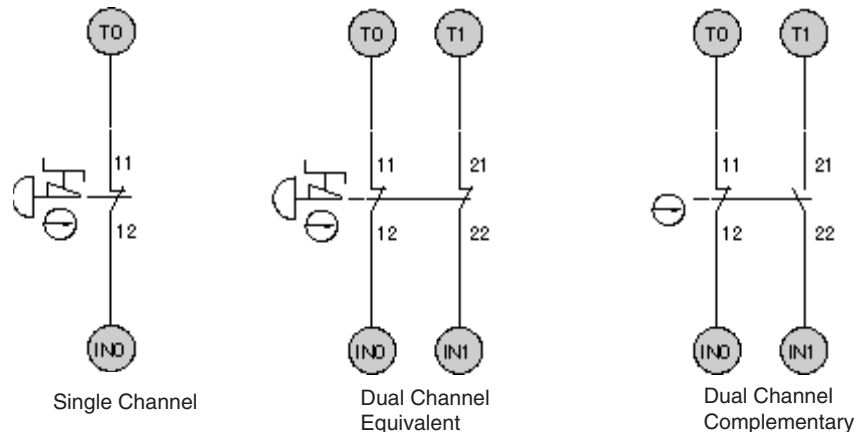 T0
11
12
IN0
Single Channel
T0 T1
11 21
12 22
IN0 IN1
Dual Channel
Equivalent
T0 T1
11 21
12 22
IN0 IN1
Dual Channel
Complementary